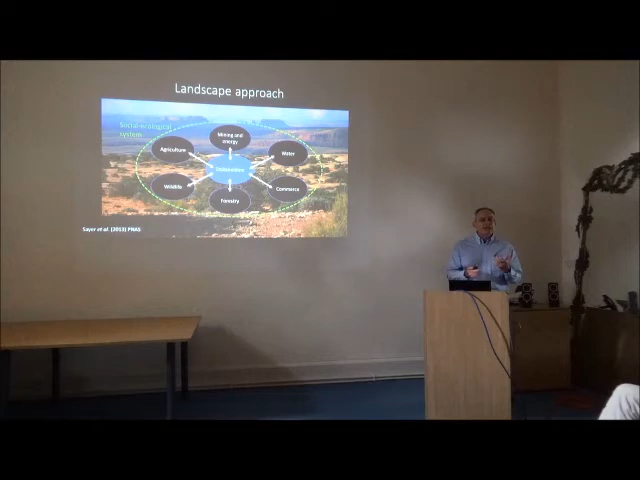 Landscape approach
Social-ecological
system
Mining and
energy
Agriculture
Water
Stakeholders
Wildlife
Commerce
Forestry
Sayer et al. (2013) PNAS